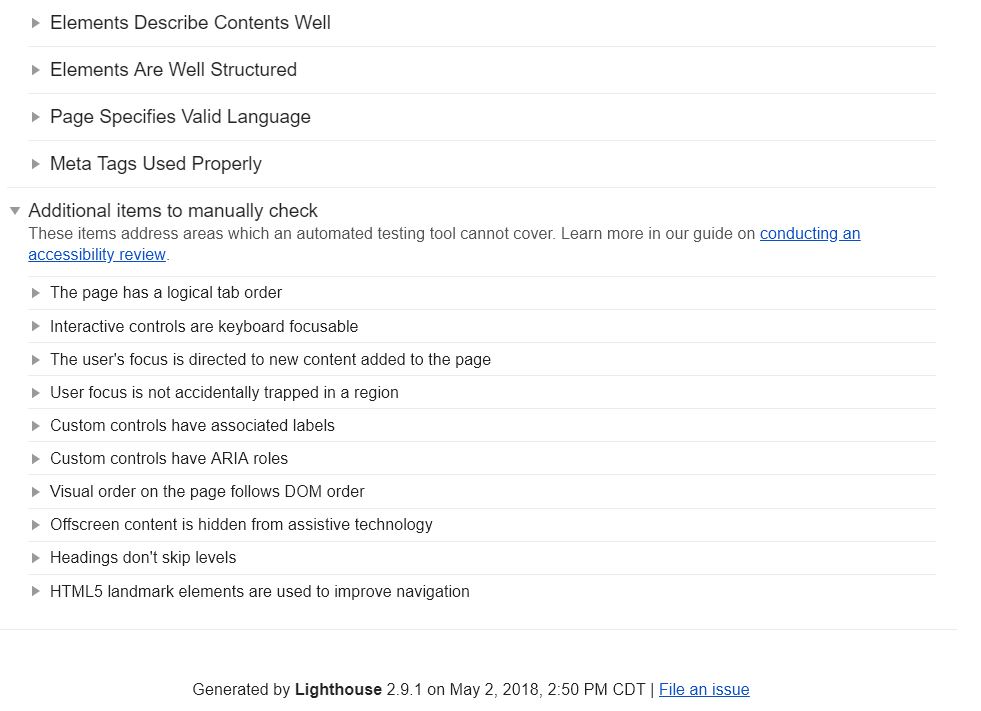 Elements Describe Contents Well
Elements Are Well Structured
Page Specifies Valid Language
Meta Tags Used Properly
Additional items to manually check
These items address areas which an automated testing tool cannot cover. Learn more in our guide on conducting an
accessibility review.
The page has a logical tab order
Interactive controls are keyboard focusable
The user's focus is directed to new content added to the page
User focus is not accidentally trapped in a region
Custom controls have associated labels
Custom controls have ARIA roles
Visual order on the page follows DOM order
Offscreen content is hidden from assistive technology
Headings don't skip levels
HTML5 landmark elements are used to improve navigation
Generated by Lighthouse 2.9.1 on May 2, 2018, 2:50 PM CDT | File an issue